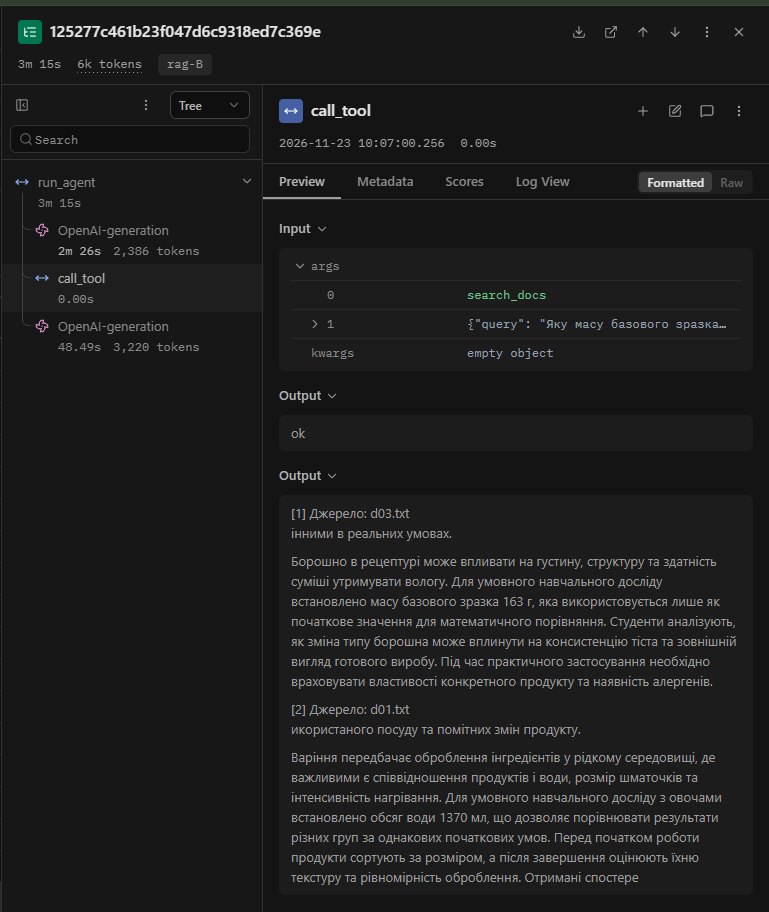 125277c461b23f047d6c9318ed7c369e
3m 15s 6k tokens rag-B
Tree
Search
run_agent
3m 15s
OpenAI-generation
2m 26s 2,386 tokens
call_tool
0.00s
OpenAI-generation
48.49s 3,220 tokens
call_tool
2026-11-23 10:07:00.256 0.00s
Preview Metadata Scores Log View Formatted Raw
Input
args
0 search_docs
1 {"query": "Яку масу базового зразка…
kwargs empty object
Output
ok
Output
[1] Джерело: d03.txt
інними в реальних умовах.
Борошно в рецептурі може впливати на густину, структуру та здатність
суміші утримувати вологу. Для умовного навчального досліду
встановлено масу базового зразка 163 г, яка використовується лише як
початкове значення для математичного порівняння. Студенти аналізують,
як зміна типу борошна може вплинути на консистенцію тіста та зовнішній
вигляд готового виробу. Під час практичного застосування необхідно
враховувати властивості конкретного продукту та наявність алергенів.
[2] Джерело: d01.txt
икористаного посуду та помітних змін продукту.
Варіння передбачає оброблення інгредієнтів у рідкому середовищі, де
важливими є співвідношення продуктів і води, розмір шматочків та
інтенсивність нагрівання. Для умовного навчального досліду з овочами
встановлено обсяг води 1370 мл, що дозволяє порівнювати результати
різних груп за однакових початкових умов. Перед початком роботи
продукти сортують за розміром, а після завершення оцінюють їхню
текстуру та рівномірність оброблення. Отримані спостере